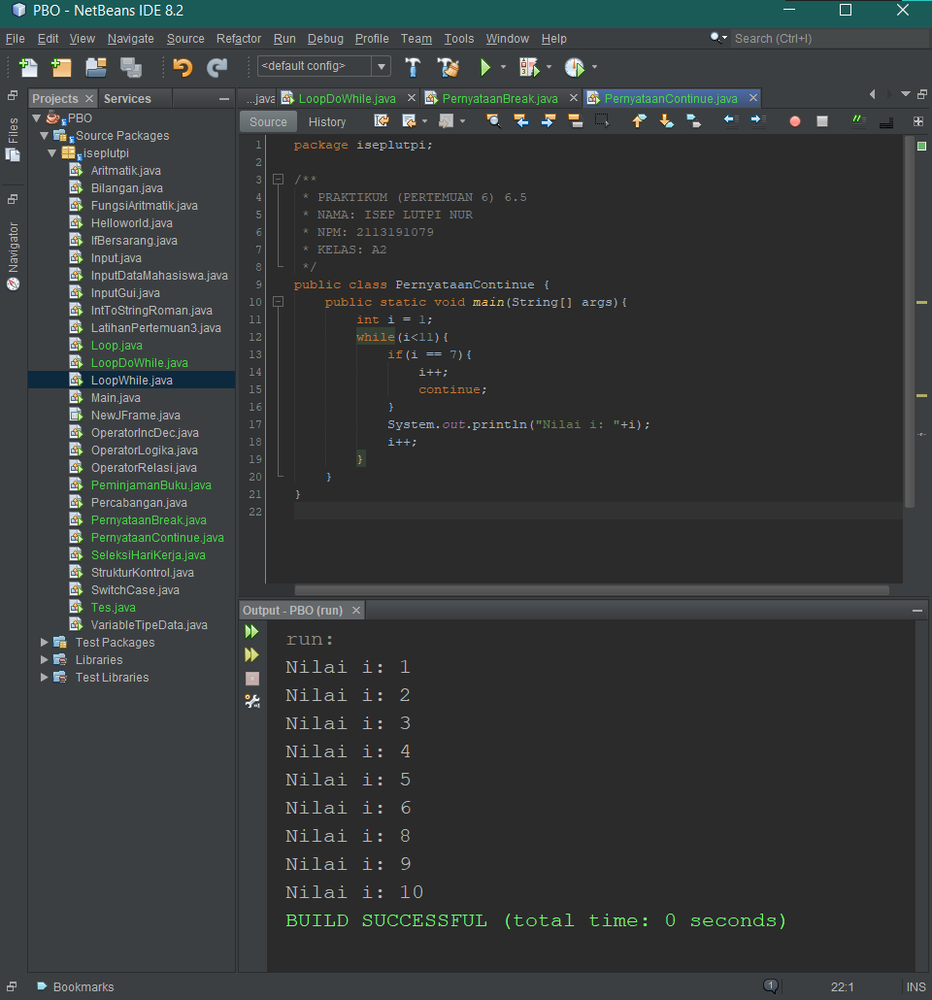 PBO - NetBeans IDE 8.2
File Edit View Navigate Source Refactor Run Debug Profile Team Tools Window Help
Search (Ctrl+I)
<default config>
Projects
Services
Files
Navigator
PBO
Source Packages
iseplutpi
Aritmatik.java
Bilangan.java
FungsiAritmatik.java
Helloworld.java
IfBersarang.java
Input.java
InputDataMahasiswa.java
InputGui.java
IntToStringRoman.java
LatihanPertemuan3.java
Loop.java
LoopDoWhile.java
LoopWhile.java
Main.java
NewJFrame.java
OperatorIncDec.java
OperatorLogika.java
OperatorRelasi.java
PeminjamanBuku.java
Percabangan.java
PernyataanBreak.java
PernyataanContinue.java
SeleksiHariKerja.java
StrukturKontrol.java
SwitchCase.java
Tes.java
VariableTipeData.java
Test Packages
Libraries
Test Libraries
...java LoopDoWhile.java PernyataanBreak.java PernyataanContinue.java
Source History
1 package iseplutpi;
2
3 /**
4 * PRAKTIKUM (PERTEMUAN 6) 6.5
5 * NAMA: ISEP LUTPI NUR
6 * NPM: 2113191079
7 * KELAS: A2
8 */
9 public class PernyataanContinue {
10 public static void main(String[] args){
11 int i = 1;
12 while(i<11){
13 if(i == 7){
14 i++;
15 continue;
16 }
17 System.out.println("Nilai i: "+i);
18 i++;
19 }
20 }
21 }
22
Output - PBO (run)
run:
Nilai i: 1
Nilai i: 2
Nilai i: 3
Nilai i: 4
Nilai i: 5
Nilai i: 6
Nilai i: 8
Nilai i: 9
Nilai i: 10
BUILD SUCCESSFUL (total time: 0 seconds)
Bookmarks
1
22:1
INS